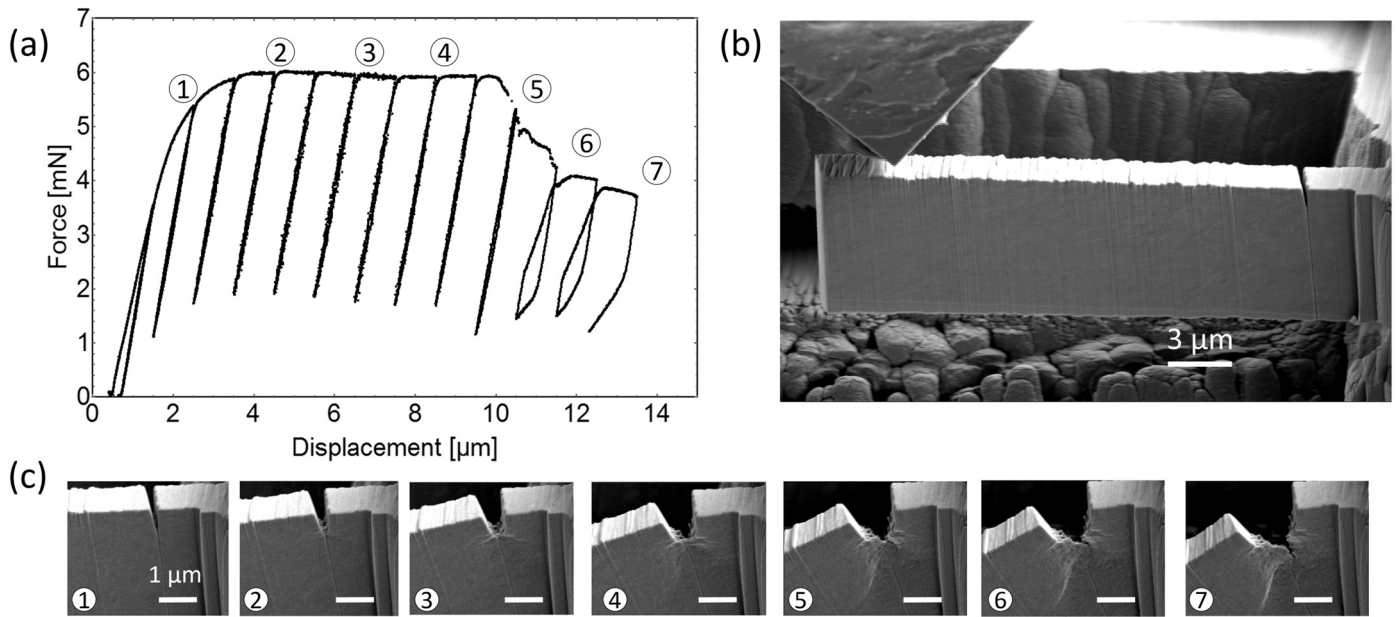 (a)
7
6
5
4
3
2
1
0
Force [mN]
① ② ③ ④ ⑤ ⑥ ⑦
0 2 4 6 8 10 12 14
Displacement [µm]
(b)
3 µm
(c)
1 µm
① ② ③ ④ ⑤ ⑥ ⑦